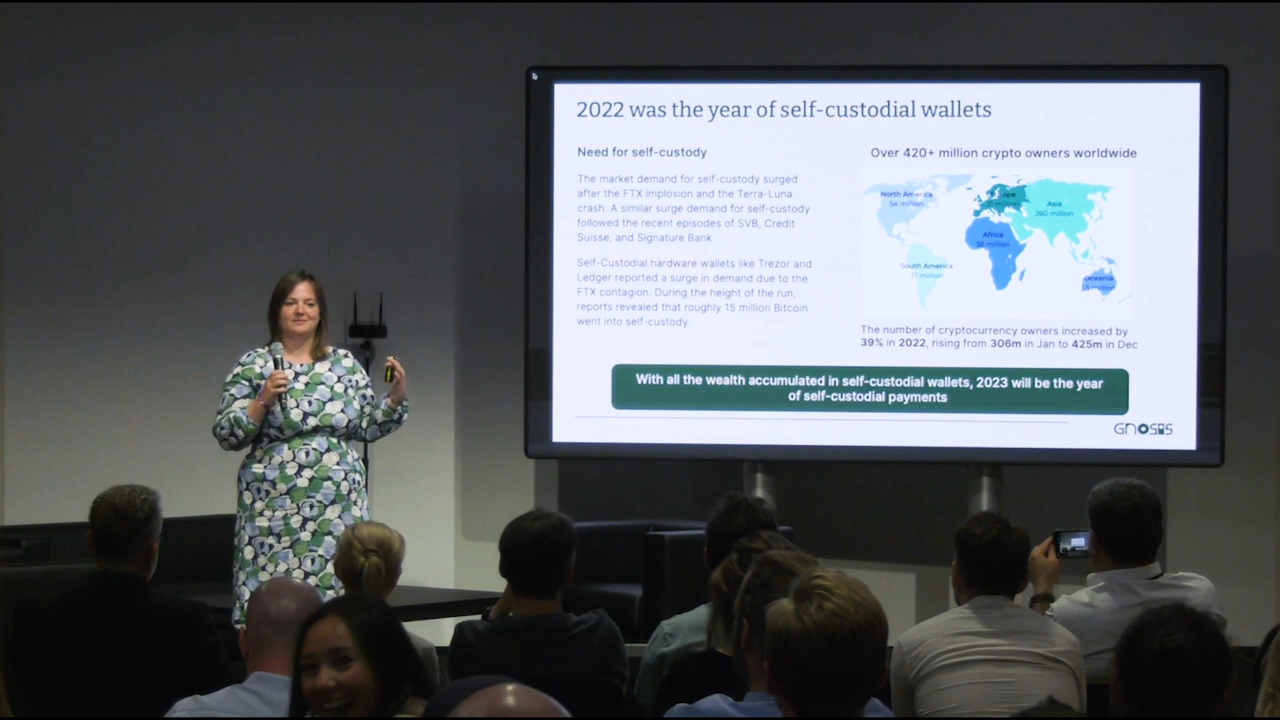 2022 was the year of self-custodial wallets
Need for self-custody
The market demand for self-custody surged
after the FTX implosion and the Terra-Luna
crash. A similar surge demand for self-custody
followed the recent episodes of SVB, Credit
Suisse, and Signature Bank.
Self-Custodial hardware wallets like Trezor and
Ledger reported a surge in demand due to the
FTX contagion. During the height of the run,
reports revealed that roughly 15 million Bitcoin
went into self-custody.
Over 420+ million crypto owners worldwide
North America
54 million
Asia
260 million
Africa
38 million
South America
million
Oceania
million
The number of cryptocurrency owners increased by
39% in 2022, rising from 306m in Jan to 425m in Dec
With all the wealth accumulated in self-custodial wallets, 2023 will be the year
of self-custodial payments
GNOSIS